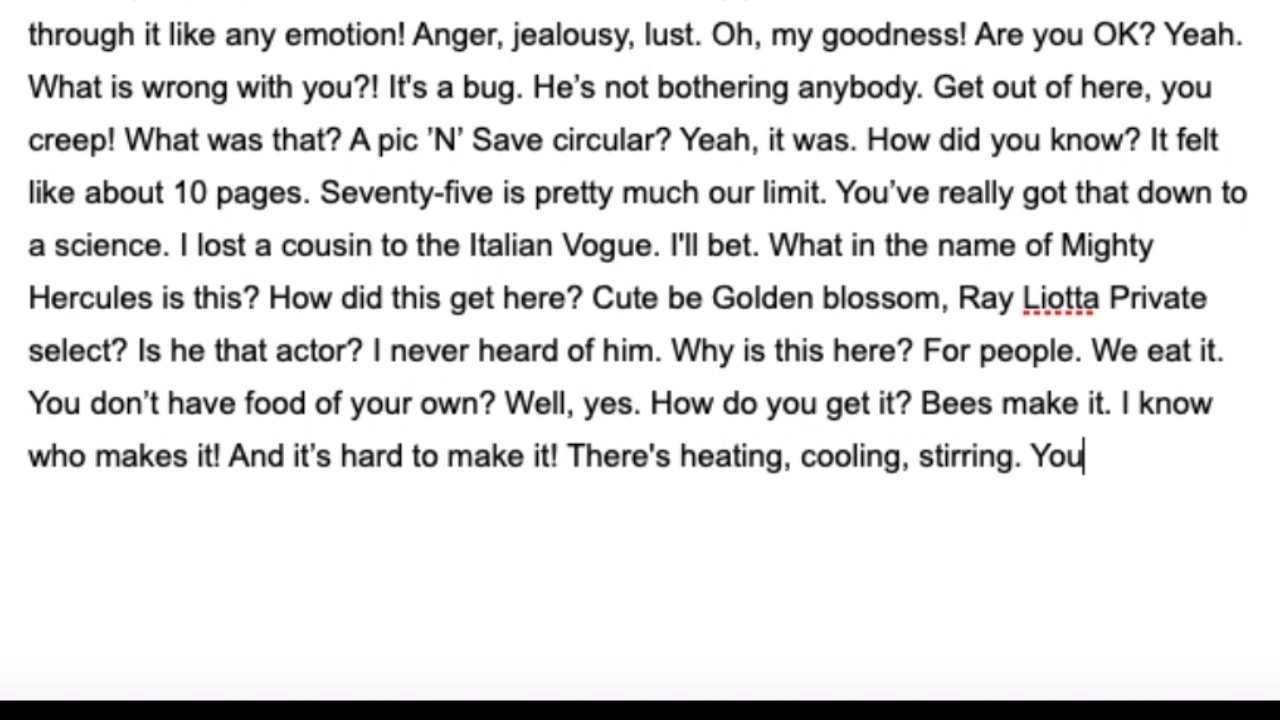 through it like any emotion! Anger, jealousy, lust. Oh, my goodness! Are you OK? Yeah.
What is wrong with you?! It's a bug. He’s not bothering anybody. Get out of here, you
creep! What was that? A pic ’N’ Save circular? Yeah, it was. How did you know? It felt
like about 10 pages. Seventy-five is pretty much our limit. You’ve really got that down to
a science. I lost a cousin to the Italian Vogue. I'll bet. What in the name of Mighty
Hercules is this? How did this get here? Cute be Golden blossom, Ray Liotta Private
select? Is he that actor? I never heard of him. Why is this here? For people. We eat it.
You don’t have food of your own? Well, yes. How do you get it? Bees make it. I know
who makes it! And it’s hard to make it! There's heating, cooling, stirring. You